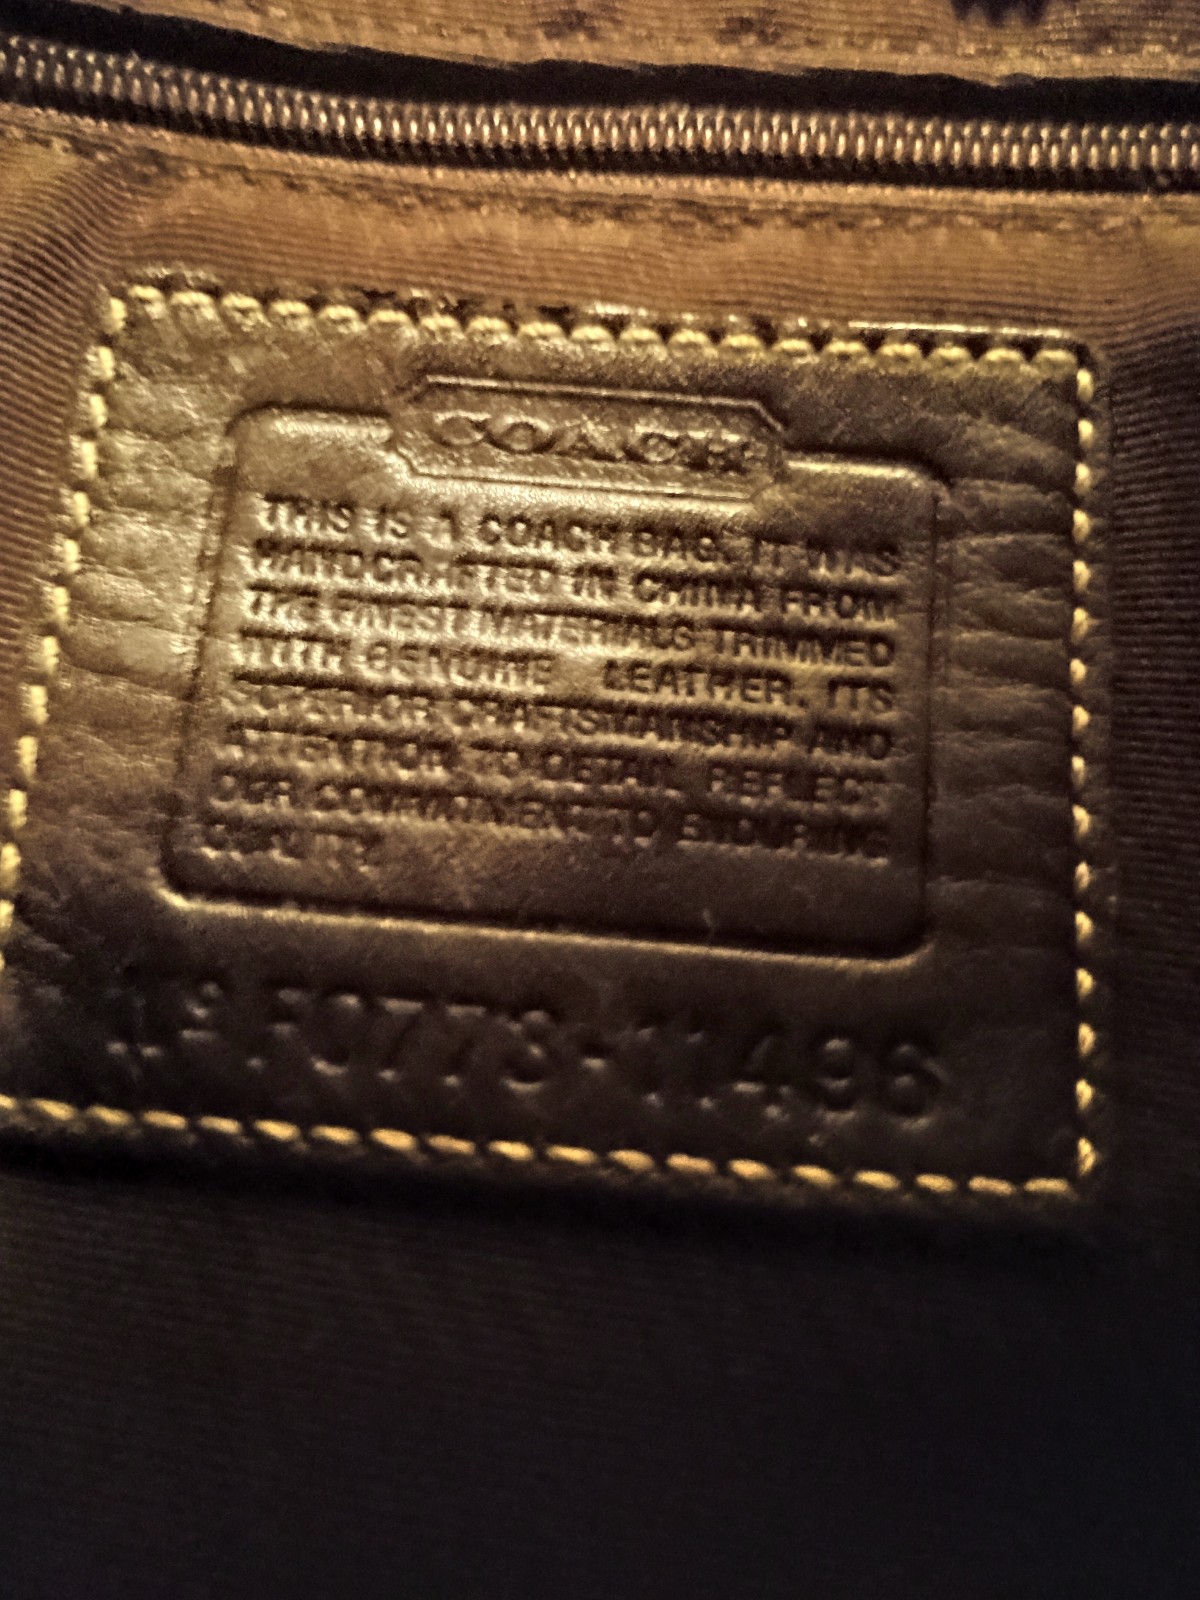 COACH
THIS IS A COACH BAG. IT WAS
HANDCRAFTED IN CHINA FROM
THE FINEST MATERIALS TRIMMED
WITH GENUINE LEATHER. ITS
SUPERIOR CRAFTSMANSHIP AND
ATTENTION TO DETAIL REFLECT
OUR COMMITMENT TO ENDURING
QUALITY.
-11496